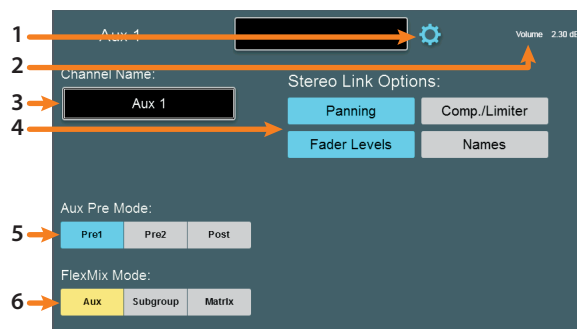 1
Aux 1
Volume 2.30 dB
2
Channel Name:
Stereo Link Options:
3
Aux 1
Panning
Comp./Limiter
4
Fader Levels
Names
Aux Pre Mode:
5
Pre1
Pre2
Post
FlexMix Mode:
6
Aux
Subgroup
Matrix